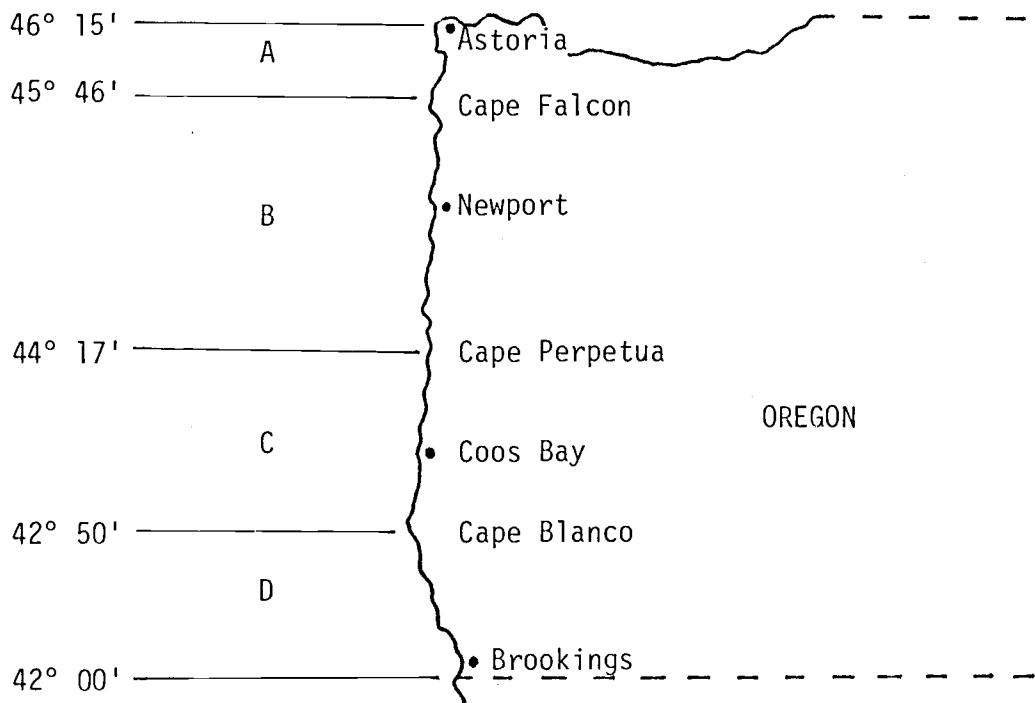 46° 15'
A
Astoria
45° 46'
Cape Falcon
B
Newport
44° 17'
Cape Perpetua
OREGON
C
Coos Bay
42° 50'
Cape Blanco
D
Brookings
42° 00'